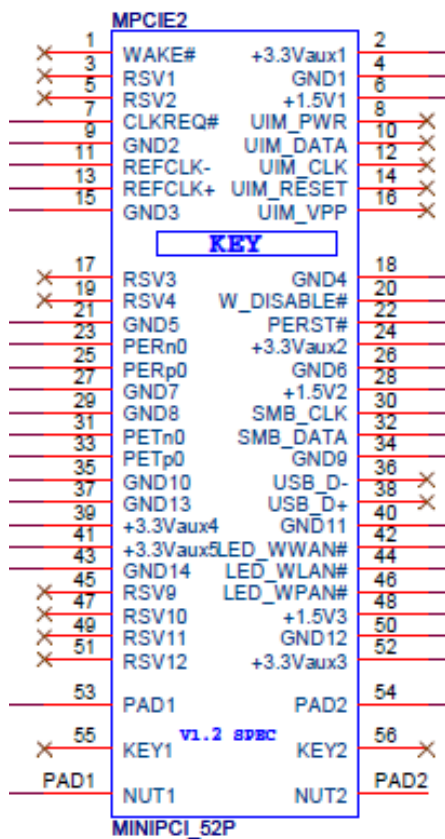 MPCIE2
1 WAKE# +3.3Vaux1 2
3 RSV1 GND1 4
5 RSV2 +1.5V1 6
7 CLKREQ# UIM_PWR 8
9 GND2 UIM_DATA 10
11 REFCLK- UIM_CLK 12
13 REFCLK+ UIM_RESET 14
15 GND3 UIM_VPP 16
KEY
17 RSV3 GND4 18
19 RSV4 W_DISABLE# 20
21 GND5 PERST# 22
23 PERn0 +3.3Vaux2 24
25 PERp0 GND6 26
27 GND7 +1.5V2 28
29 GND8 SMB_CLK 30
31 PETn0 SMB_DATA 32
33 PETp0 GND9 34
35 GND10 USB_D- 36
37 GND13 USB_D+ 38
39 +3.3Vaux4 GND11 40
41 +3.3Vaux5 LED_WWAN# 42
43 GND14 LED_WLAN# 44
45 RSV9 LED_WPAN# 46
47 RSV10 +1.5V3 48
49 RSV11 GND12 50
51 RSV12 +3.3Vaux3 52
53 PAD1 PAD2 54
V1.2 SPEC
55 KEY1 KEY2 56
PAD1 NUT1 NUT2 PAD2
MINIPCI_52P